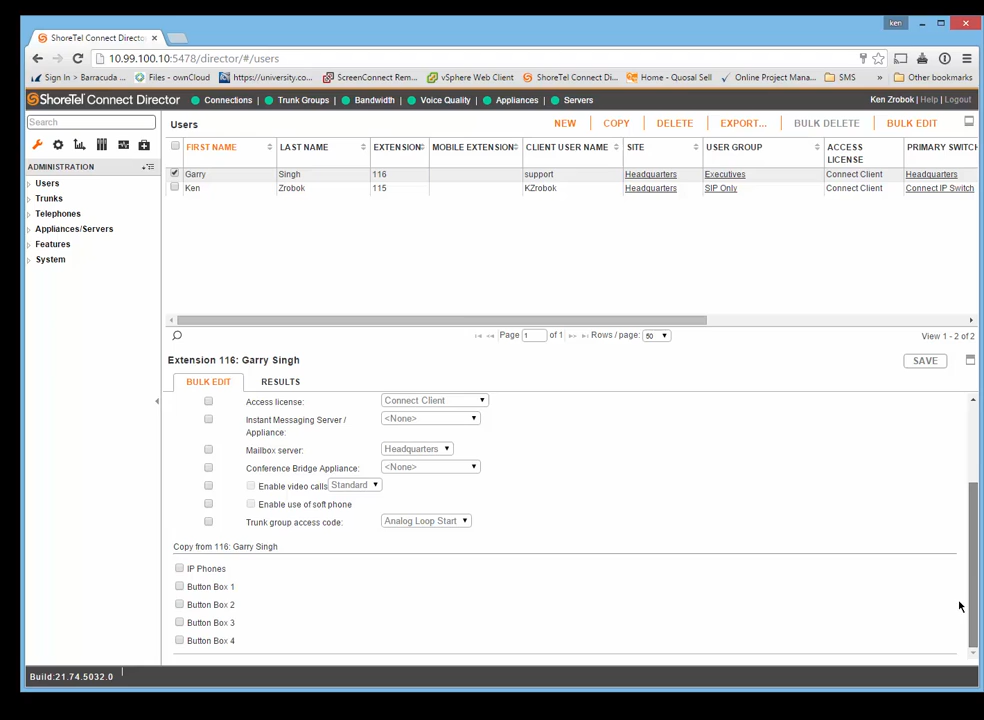 ken
ShoreTel Connect Directo
10.99.100.10:5478/director/#/users
Sign In > Barracuda ... Files - ownCloud https://university.co... ScreenConnect Rem... vSphere Web Client ShoreTel Connect Di... Home - Quosal Sell Online Project Mana... SMS » Other bookmarks
ShoreTel Connect Director Connections | Trunk Groups | Bandwidth | Voice Quality | Appliances | Servers Ken Zrobok | Help | Logout
Search
Users NEW COPY DELETE EXPORT... BULK DELETE BULK EDIT
FIRST NAME LAST NAME EXTENSION MOBILE EXTENSION CLIENT USER NAME SITE USER GROUP ACCESS LICENSE PRIMARY SWITCH
Garry Singh 116 support Headquarters Executives Connect Client Headquarters
Ken Zrobok 115 KZrobok Headquarters SIP Only Connect Client Connect IP Switch
ADMINISTRATION
Users
Trunks
Telephones
Appliances/Servers
Features
System
Page 1 of 1 Rows / page: 50 View 1 - 2 of 2
Extension 116: Garry Singh SAVE
BULK EDIT RESULTS
Access license: Connect Client
Instant Messaging Server / <None>
Appliance:
Mailbox server: Headquarters
Conference Bridge Appliance: <None>
Enable video calls Standard
Enable use of soft phone
Trunk group access code: Analog Loop Start
Copy from 116: Garry Singh
IP Phones
Button Box 1
Button Box 2
Button Box 3
Button Box 4
Build:21.74.5032.0